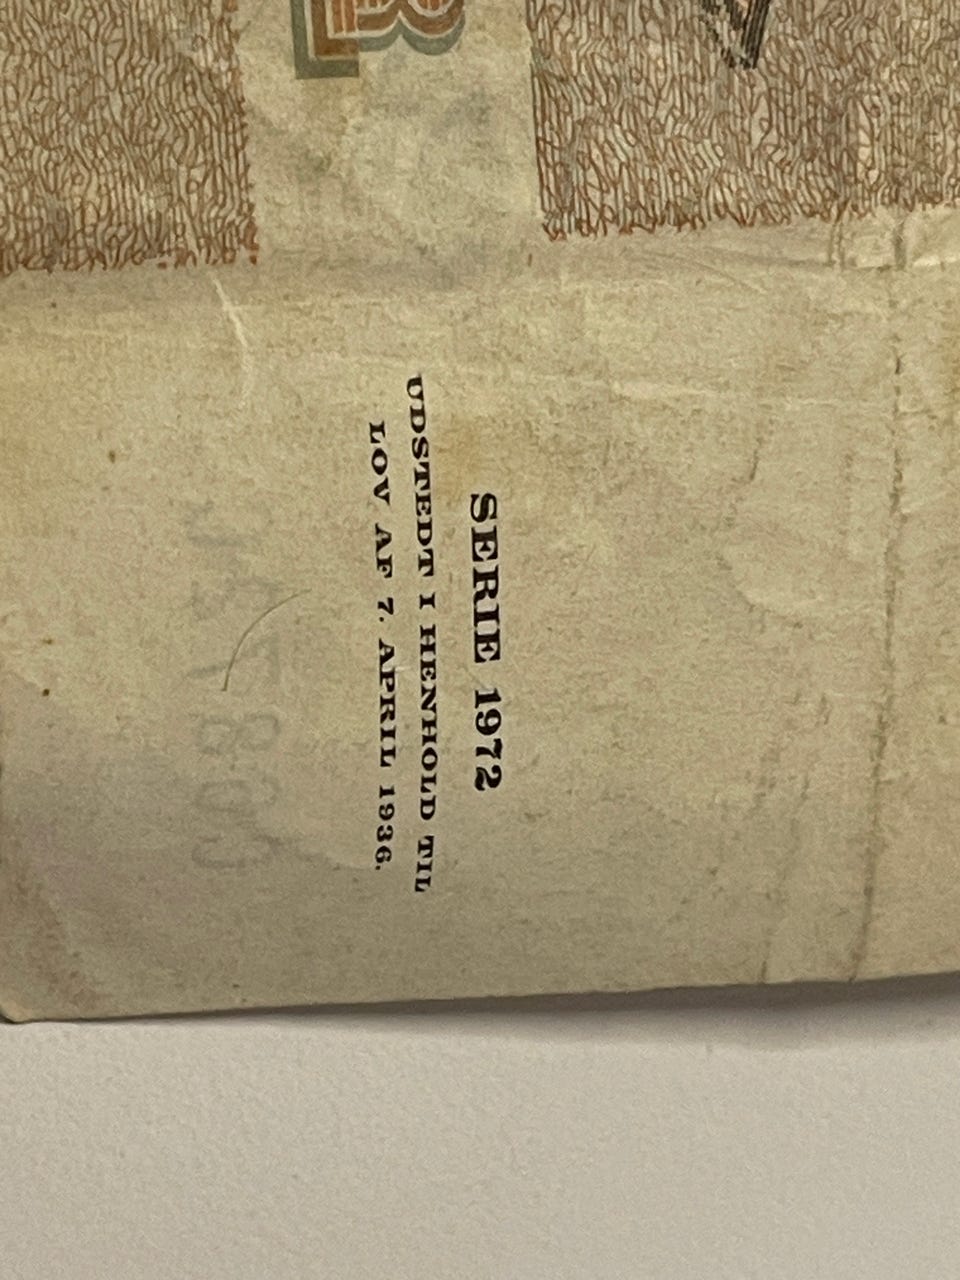 SERIE 1972
UDSTEDT I HENHOLD TIL
LOV AF 7. APRIL 1936.